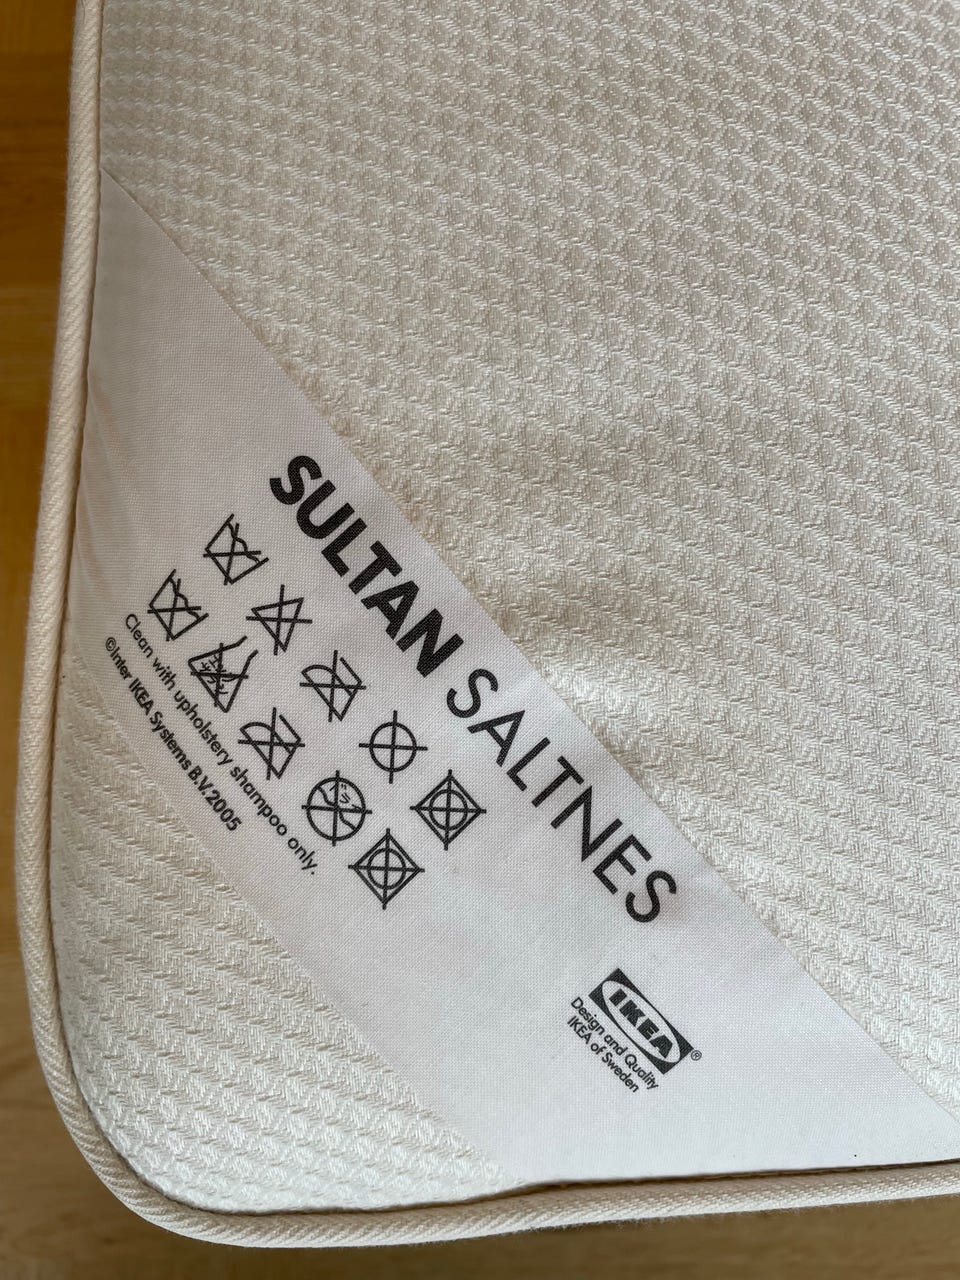 SULTAN SALTNES
Clean with upholstery shampoo only.
©Inter IKEA Systems B.V. 2005
IKEA®
Design and Quality
IKEA of Sweden